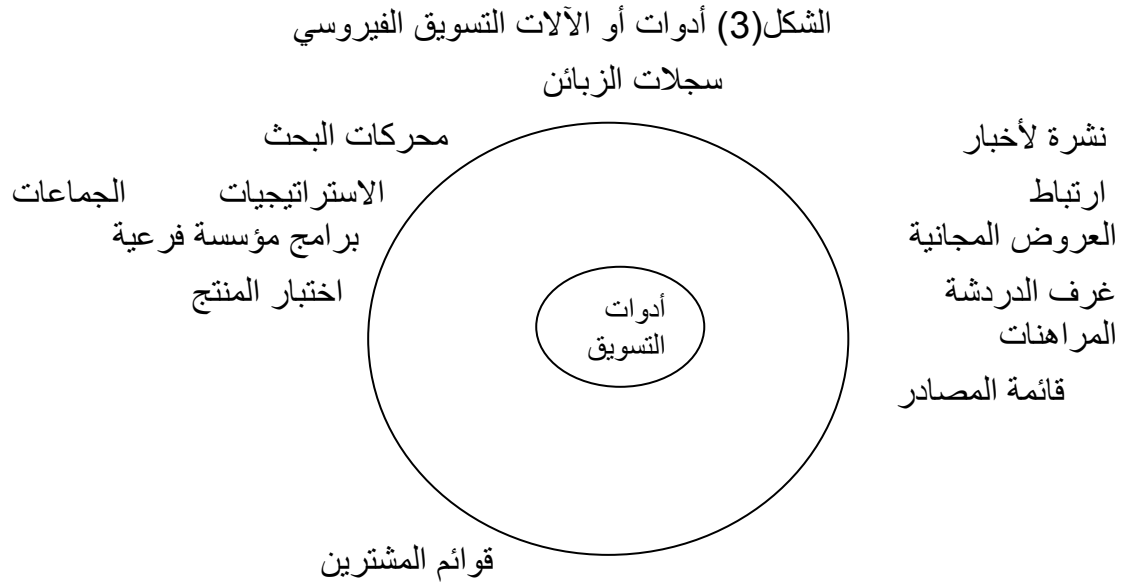 الشكل(3) أدوات أو الآلات التسويق الفيروسي
سجلات الزبائن
نشرة لأخبار
محركات البحث
ارتباط
الاستراتيجيات
الجماعات
العروض المجانية
برامج مؤسسة فرعية
غرف الدردشة
اختبار المنتج
المراهنات
قائمة المصادر
أدوات
التسويق
قوائم المشترين